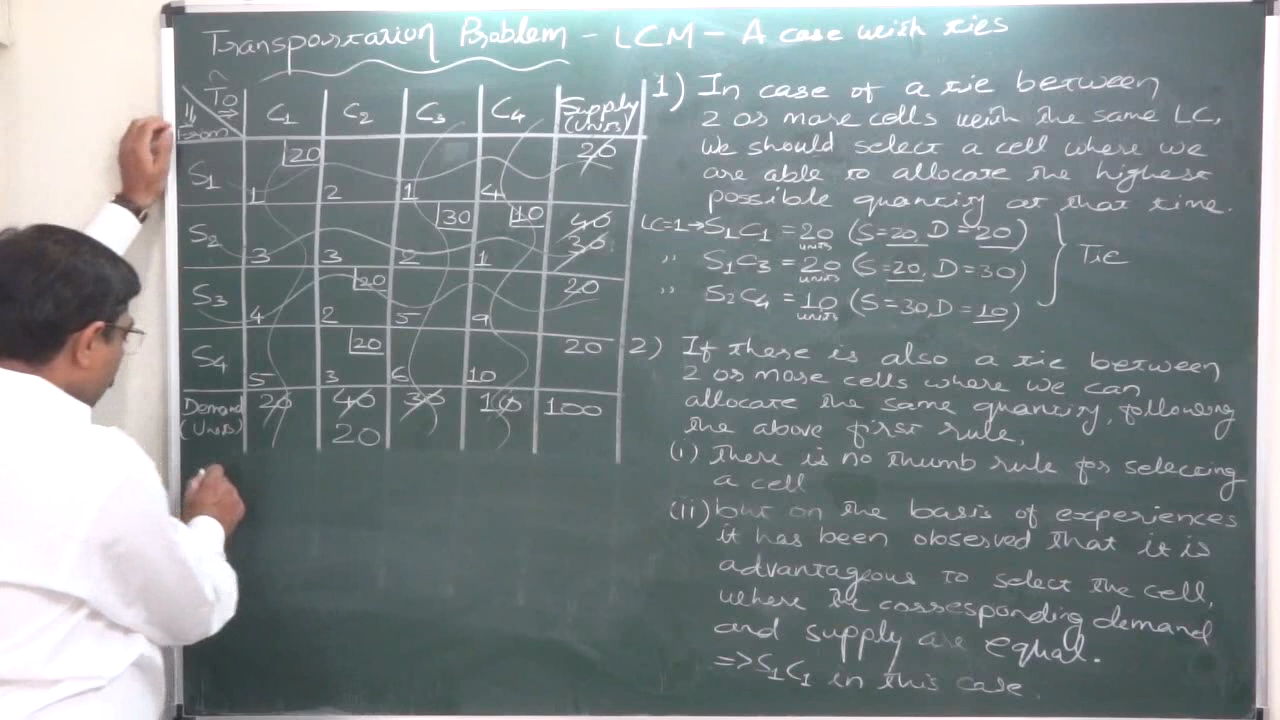 Transportation Problem - LCM - A case with ties
To → C1 C2 C3 C4 Supply (Units)
From
S1 20 20
1 2 1 4
S2 30 10 40
30
3 3 2 1
S3 20 20
4 2 5 9
S4 20 20
5 3 6 10
Demand (Units) 20 40 30 10 100
20
1) In case of a tie between
2 or more cells with the same LC,
we should select a cell where we
are able to allocate the highest
possible quantity at that time.
LC=1→ S1C1 = 20 units (S=20, D=20)
,, S1C3 = 20 units (S=20, D=30)
,, S2C4 = 10 units (S=30, D=10)
} Tie
2) If there is also a tie between
2 or more cells where we can
allocate the same quantity, following
the above first rule,
(i) there is no thumb rule for selecting
a cell
(ii) but on the basis of experiences
it has been observed that it is
advantageous to select the cell,
where the corresponding demand
and supply are equal.
=> S1C1 in this case.